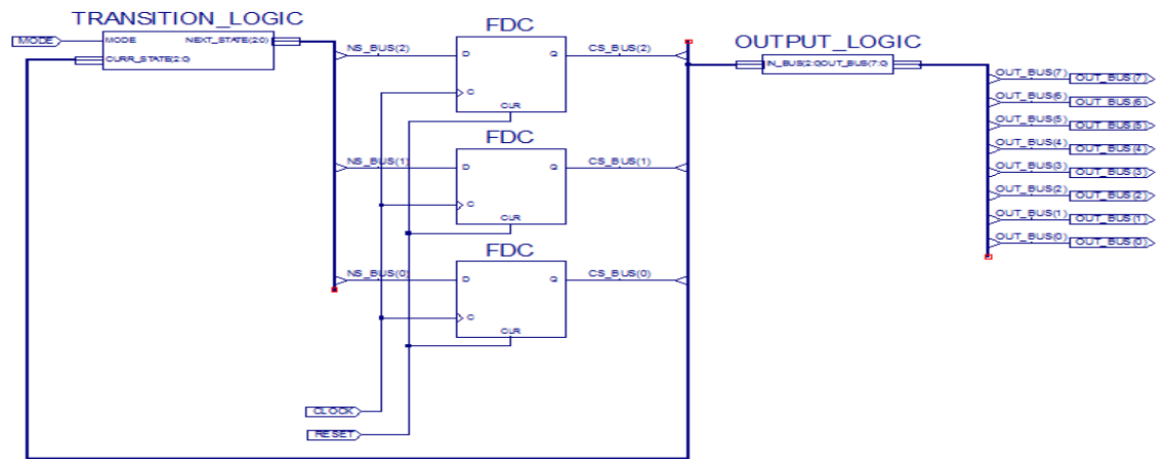 TRANSITION_LOGIC
MODE
MODE
NEXT_STATE(2:0)
CURR_STATE(2:0)
NS_BUS(2)
FDC
D
Q
C
CLR
CS_BUS(2)
NS_BUS(1)
FDC
D
Q
C
CLR
CS_BUS(1)
NS_BUS(0)
FDC
D
Q
C
CLR
CS_BUS(0)
CLOCK
RESET
OUTPUT_LOGIC
IN_BUS(2:0)
OUT_BUS(7:0)
OUT_BUS(7)
OUT_BUS(7)
OUT_BUS(6)
OUT_BUS(6)
OUT_BUS(5)
OUT_BUS(5)
OUT_BUS(4)
OUT_BUS(4)
OUT_BUS(3)
OUT_BUS(3)
OUT_BUS(2)
OUT_BUS(2)
OUT_BUS(1)
OUT_BUS(1)
OUT_BUS(0)
OUT_BUS(0)